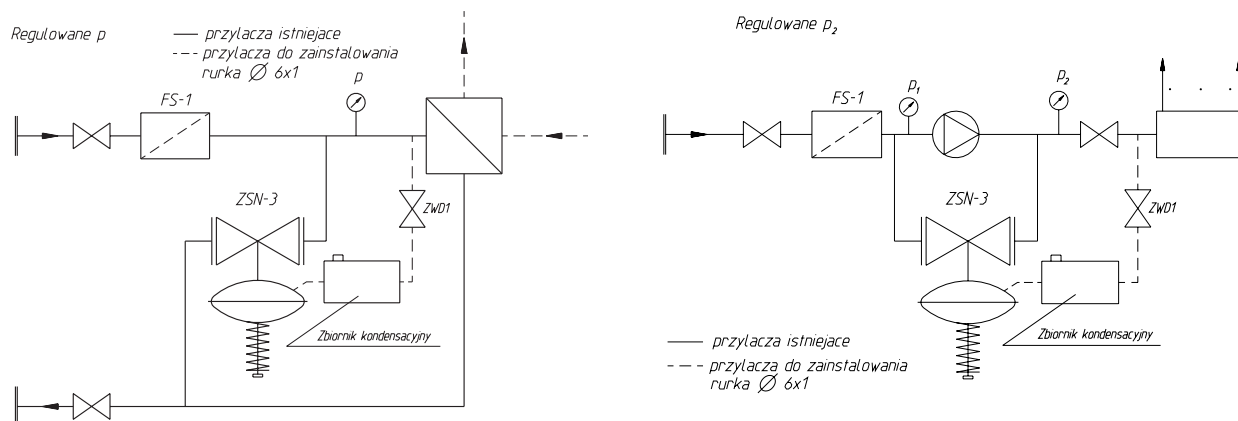 Regulowane p
przylacza istniejace
przylacza do zainstalowania
rurka Ø 6x1
FS-1
p
ZSN-3
ZWD1
Zbiornik kondensacyjny
Regulowane p₂
FS-1
p₁
p₂
ZSN-3
ZWD1
Zbiornik kondensacyjny
przylacza istniejace
przylacza do zainstalowania
rurka Ø 6x1